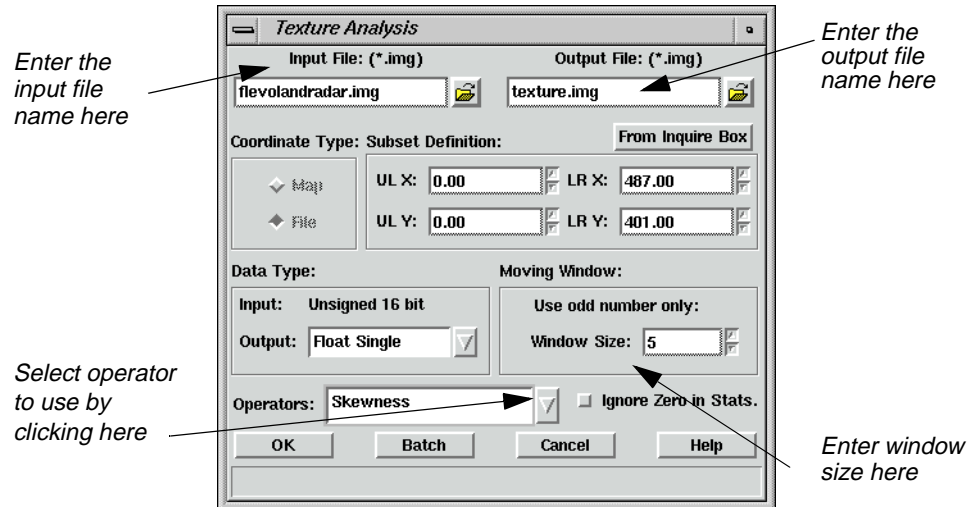 Texture Analysis
Enter the
input file
name here
Input File: (*.img)
Output File: (*.img)
Enter the
output file
name here
flevolandradar.img
texture.img
From Inquire Box
Coordinate Type:
Subset Definition:
Map
File
UL X: 0.00
LR X: 487.00
UL Y: 0.00
LR Y: 401.00
Data Type:
Moving Window:
Input: Unsigned 16 bit
Use odd number only:
Output: Float Single
Window Size: 5
Select operator
to use by
clicking here
Operators: Skewness
Ignore Zero in Stats.
OK
Batch
Cancel
Help
Enter window
size here